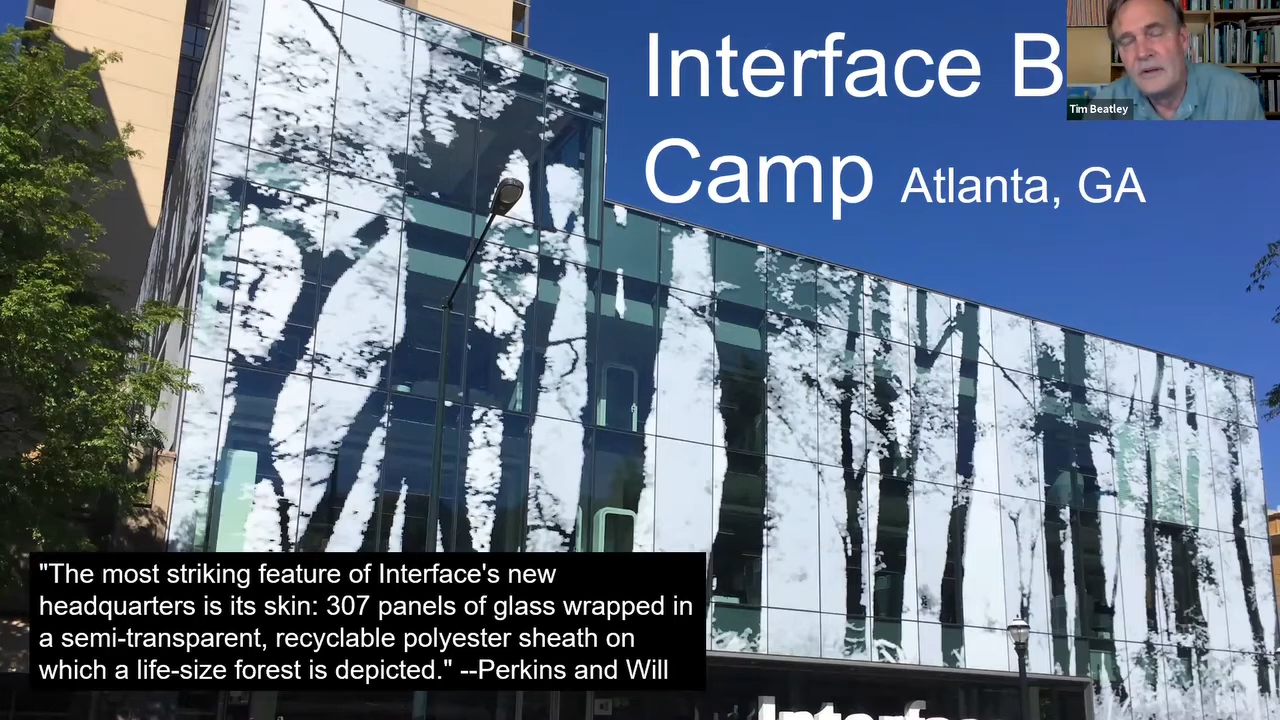 Interface B
Camp Atlanta, GA
Tim Beatley
"The most striking feature of Interface's new
headquarters is its skin: 307 panels of glass wrapped in
a semi-transparent, recyclable polyester sheath on
which a life-size forest is depicted." --Perkins and Will